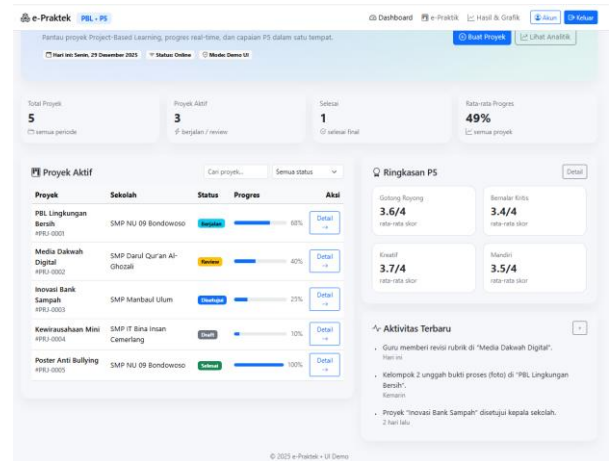 e-Praktek PBL • P5 Dashboard e-Praktik Hasil & Grafik Akun Keluar
Pantau proyek Project-Based Learning, progres real-time, dan capaian P5 dalam satu tempat.
Buat Proyek Lihat Analitik
Hari ini: Senin, 29 Desember 2025 Status: Online Mode: Demo UI
Total Proyek
5
semua periode
Proyek Aktif
3
berjalan / review
Selesai
1
selesai final
Rata-rata Progres
49%
semua proyek
Proyek Aktif Cari proyek... Semua status
Proyek Sekolah Status Progres Aksi
PBL Lingkungan
Bersih
#PRJ-0001
SMP NU 09 Bondowoso Berjalan 68% Detail →
Media Dakwah
Digital
#PRJ-0002
SMP Darul Qur'an Al-
Ghozali
Review 40% Detail →
Inovasi Bank
Sampah
#PRJ-0003
SMP Manbaul Ulum Disetujui 25% Detail →
Kewirausahaan Mini
#PRJ-0004
SMP IT Bina Insan
Cemerlang
Draft 10% Detail →
Poster Anti Bullying
#PRJ-0005
SMP NU 09 Bondowoso Selesai 100% Detail →
Ringkasan P5 Detail
Gotong Royong
3.6/4
rata-rata skor
Bernalar Kritis
3.4/4
rata-rata skor
Kreatif
3.7/4
rata-rata skor
Mandiri
3.5/4
rata-rata skor
Aktivitas Terbaru
Guru memberi revisi rubrik di "Media Dakwah Digital".
Hari ini
Kelompok 2 unggah bukti proses (foto) di "PBL Lingkungan
Bersih".
Kemarin
Proyek "Inovasi Bank Sampah" disetujui kepala sekolah.
2 hari lalu
© 2025 e-Praktek • UI Demo